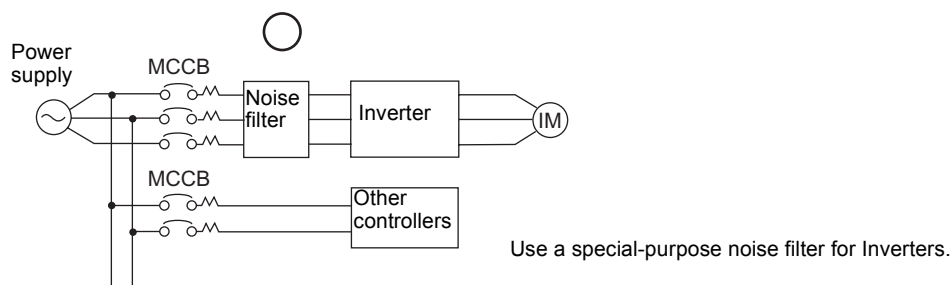 Power
supply
MCCB
Noise
filter
Inverter
IM
MCCB
Other
controllers
Use a special-purpose noise filter for Inverters.